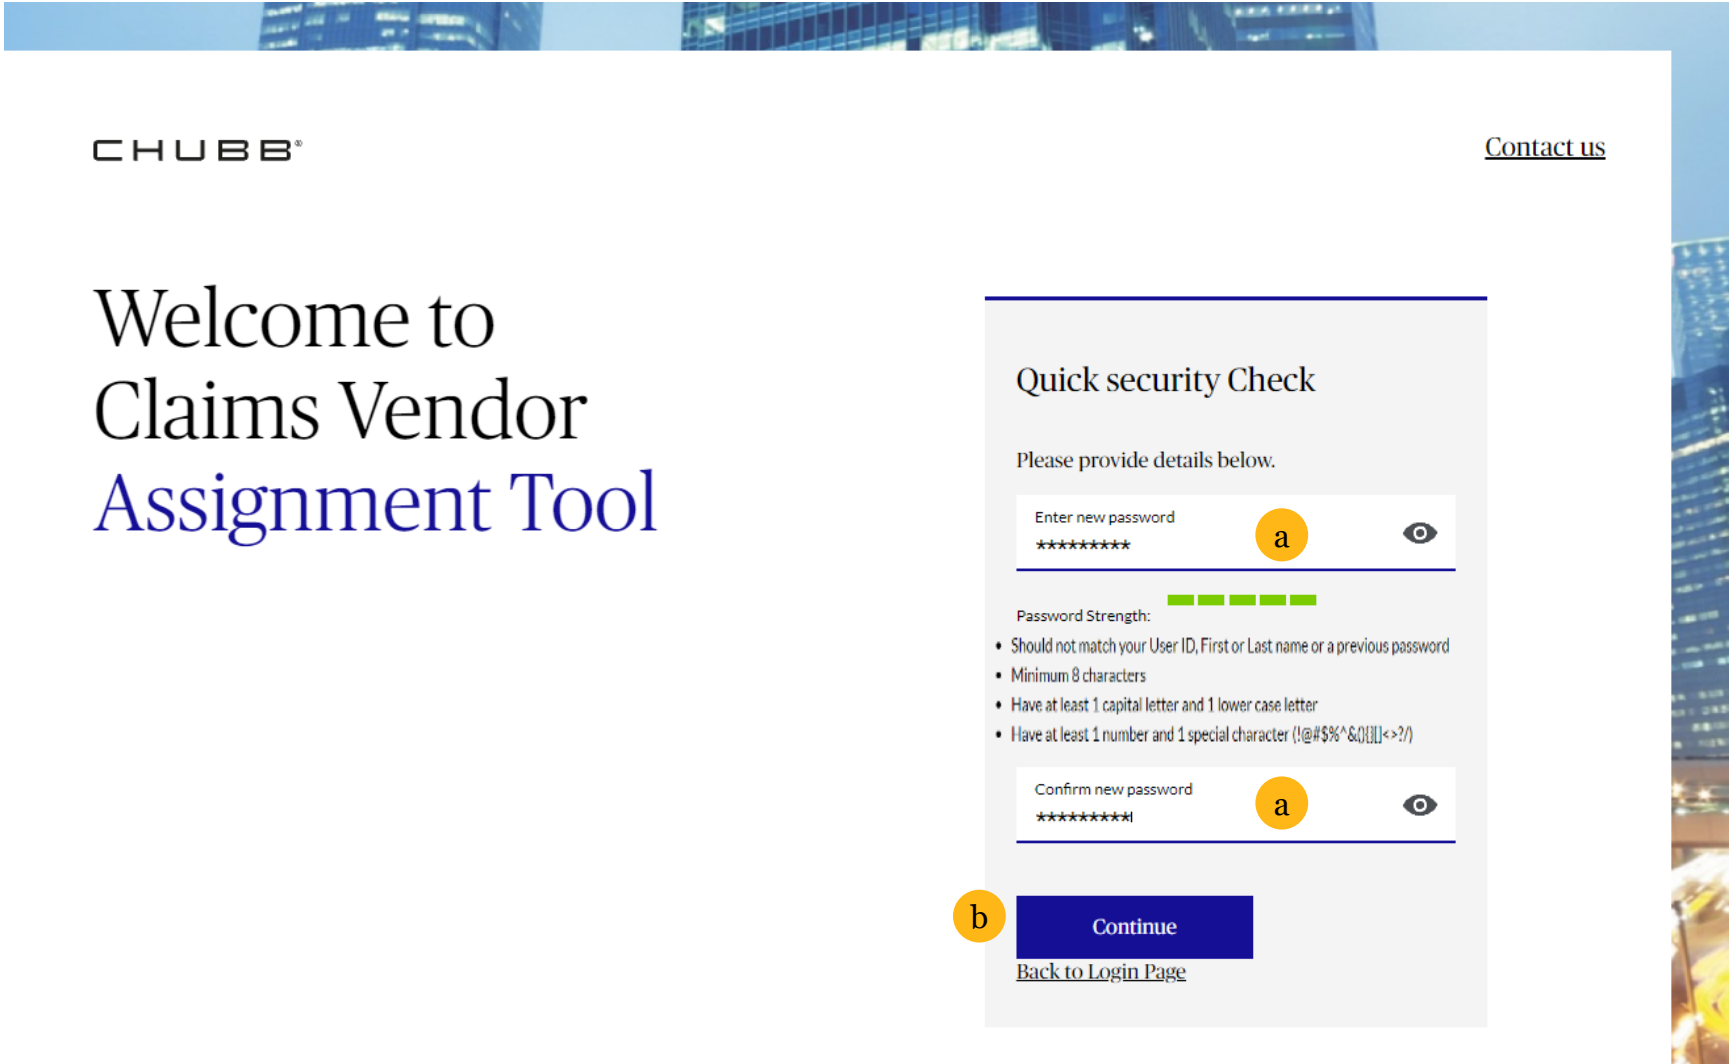 CHUBB®
Contact us
Welcome to
Claims Vendor
Assignment Tool
Quick security Check
Please provide details below.
Enter new password
a
*********
Password Strength:
• Should not match your User ID, First or Last name or a previous password
• Minimum 8 characters
• Have at least 1 capital letter and 1 lower case letter
• Have at least 1 number and 1 special character (!@#$%^&(){}[]<>?/)
Confirm new password
a
*********
b
Continue
Back to Login Page